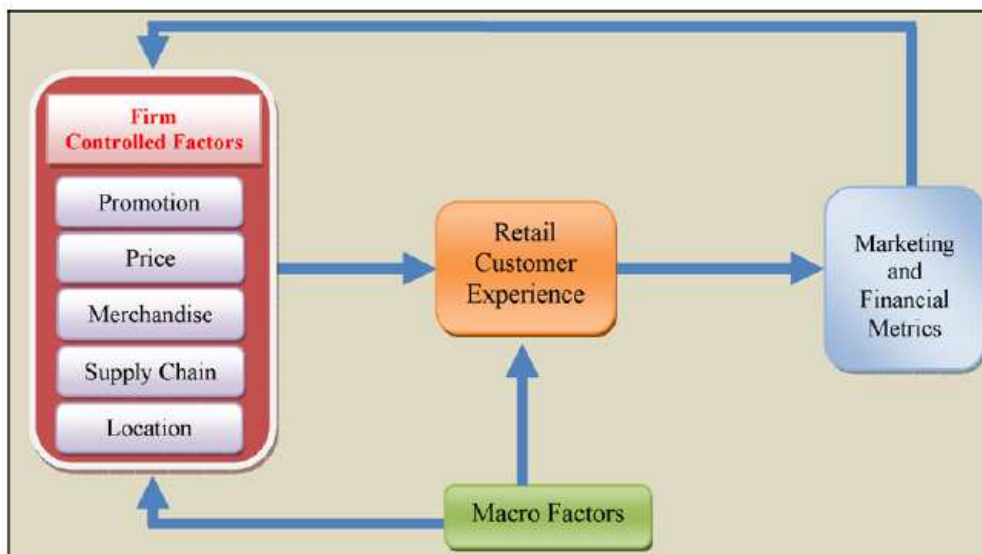 Firm
Controlled Factors
Promotion
Price
Merchandise
Supply Chain
Location
Retail
Customer
Experience
Marketing
and
Financial
Metrics
Macro Factors